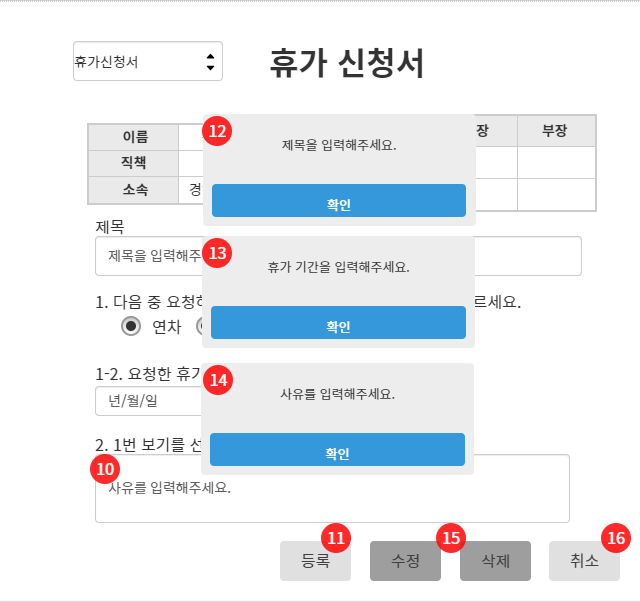 휴가신청서
휴가 신청서
이름
직책
소속 경
장 부장
12
제목을 입력해주세요.
확인
제목
제목을 입력해주
13
휴가 기간을 입력해주세요.
확인
1. 다음 중 요청 르세요.
연차
1-2. 요청한 휴가
년/월/일
14
사유를 입력해주세요.
확인
2. 1번 보기를 선
10
사유를 입력해주세요.
11
등록
수정
15
삭제
16
취소